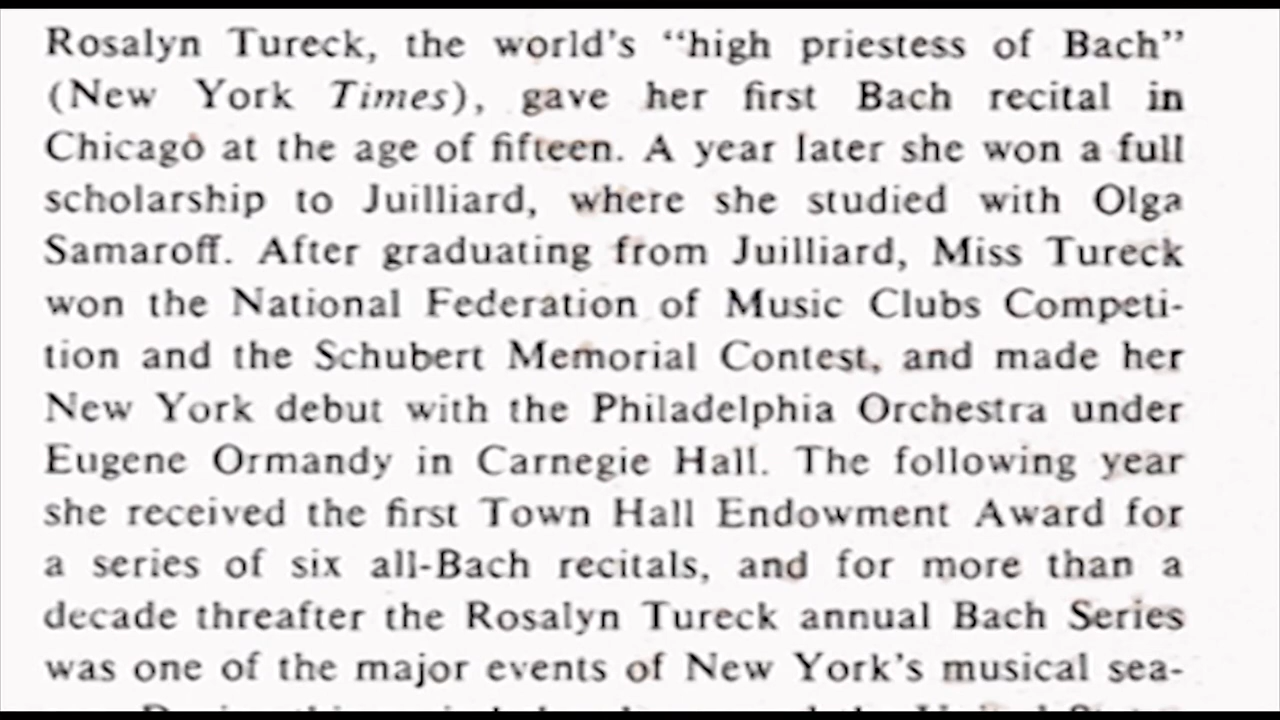 Rosalyn Tureck, the world's “high priestess of Bach”
(New York Times), gave her first Bach recital in
Chicago at the age of fifteen. A year later she won a full
scholarship to Juilliard, where she studied with Olga
Samaroff. After graduating from Juilliard, Miss Tureck
won the National Federation of Music Clubs Competi-
tion and the Schubert Memorial Contest, and made her
New York debut with the Philadelphia Orchestra under
Eugene Ormandy in Carnegie Hall. The following year
she received the first Town Hall Endowment Award for
a series of six all-Bach recitals, and for more than a
decade threafter the Rosalyn Tureck annual Bach Series
was one of the major events of New York's musical sea-